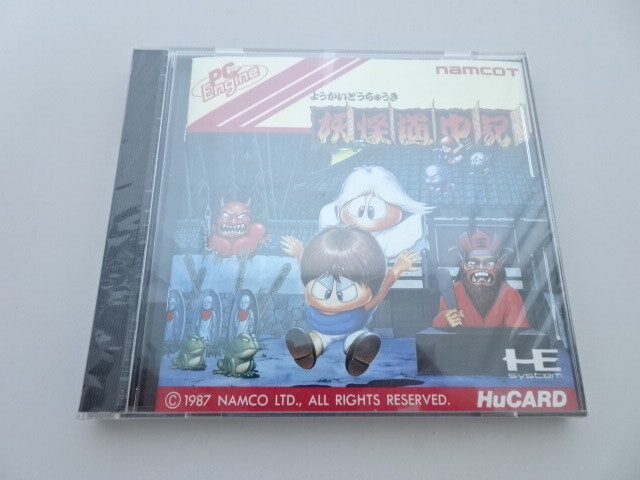 PC Engine
namcoT
ようかいどうちゅうき
妖怪道中記
HE system
© 1987 NAMCO LTD., ALL RIGHTS RESERVED.
HuCARD